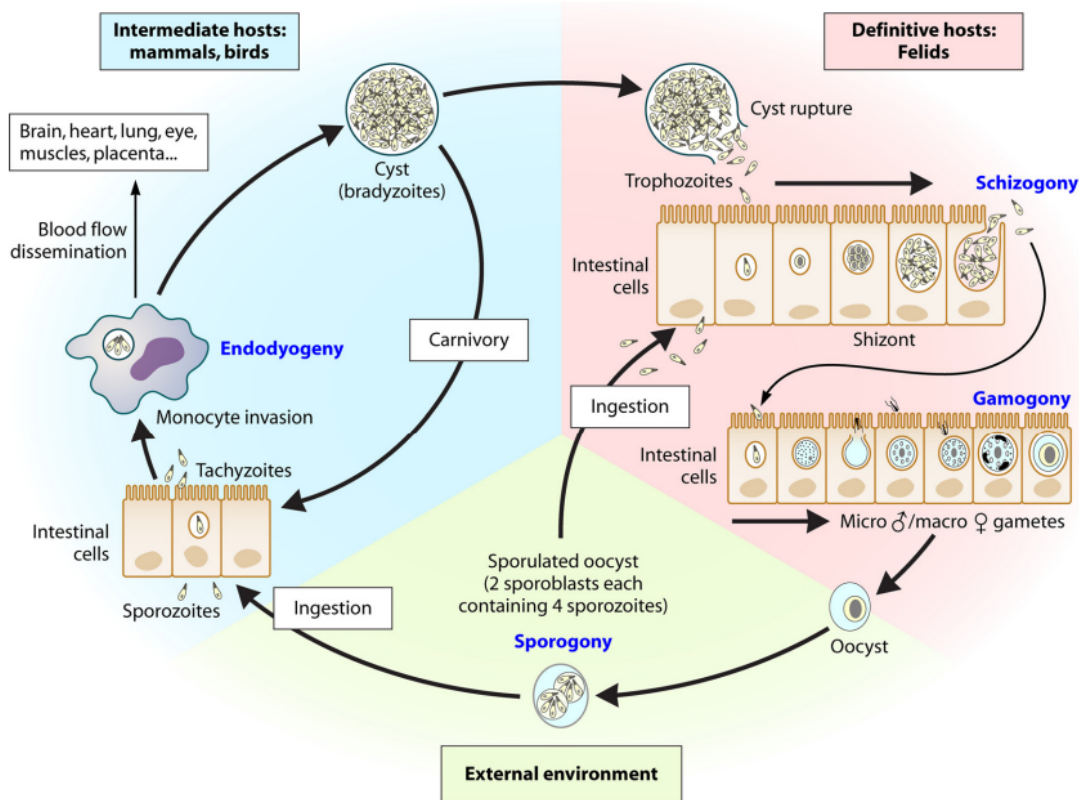 Intermediate hosts:
mammals, birds
Definitive hosts:
Felids
Brain, heart, lung, eye,
muscles, placenta...
Cyst
(bradyzoites)
Cyst rupture
Trophozoites
Schizogony
Blood flow
dissemination
Intestinal
cells
Endodyogeny
Carnivory
Shizont
Monocyte invasion
Ingestion
Gamogony
Tachyzoites
Intestinal
cells
Intestinal
cells
Micro ♂/macro ♀ gametes
Sporulated oocyst
(2 sporoblasts each
containing 4 sporozoites)
Sporozoites
Ingestion
Sporogony
Oocyst
External environment